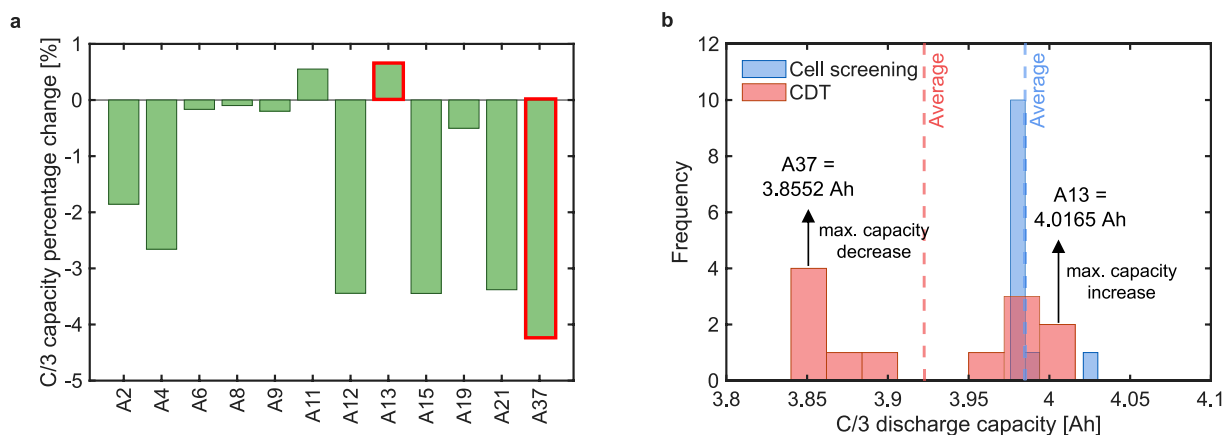 a
C/3 capacity percentage change [%]
1
0
-1
-2
-3
-4
-5
A2
A4
A6
A8
A9
A11
A12
A13
A15
A19
A21
A37
b
Frequency
12
10
8
6
4
2
0
Cell screening
CDT
Average
Average
A37 =
3.8552 Ah
max. capacity
decrease
A13 =
4.0165 Ah
max. capacity
increase
3.8
3.85
3.9
3.95
4
4.05
4.1
C/3 discharge capacity [Ah]